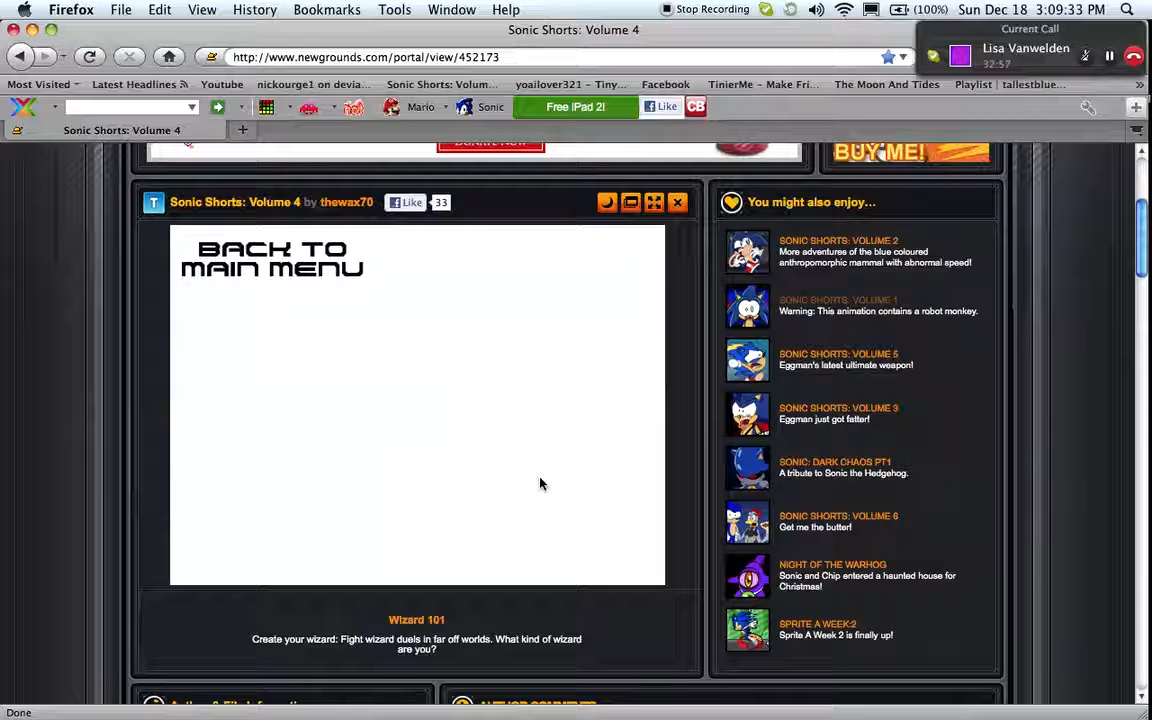 Firefox File Edit View History Bookmarks Tools Window Help Stop Recording (100%) Sun Dec 18 3:09:33 PM
Sonic Shorts: Volume 4
Current Call
Lisa Vanwelden
32:57
http://www.newgrounds.com/portal/view/452173
Most Visited Latest Headlines nickourge1 on devia... Sonic Shorts: Volum... yoailover321 - Tiny... Facebook TinierMe - Make Fri... The Moon And Tides Playlist | tallestblue... »
Youtube
Mario Sonic Free iPad 2! Like CB
Sonic Shorts: Volume 4
DONATE NOW
BUY ME!
T Sonic Shorts: Volume 4 by thewax70 Like 33
BACK TO
MAIN MENU
You might also enjoy...
SONIC SHORTS: VOLUME 2
More adventures of the blue coloured
anthropomorphic mammal with abnormal speed!
SONIC SHORTS: VOLUME 1
Warning: This animation contains a robot monkey.
SONIC SHORTS: VOLUME 5
Eggman's latest ultimate weapon!
SONIC SHORTS: VOLUME 3
Eggman just got fatter!
SONIC: DARK CHAOS PT1
A tribute to Sonic the Hedgehog.
SONIC SHORTS: VOLUME 6
Get me the butter!
NIGHT OF THE WARHOG
Sonic and Chip entered a haunted house for
Christmas!
SPRITE A WEEK:2
Sprite A Week 2 is finally up!
Wizard 101
Create your wizard: Fight wizard duels in far off worlds. What kind of wizard
are you?
AUTHOR COMMENTS
Done